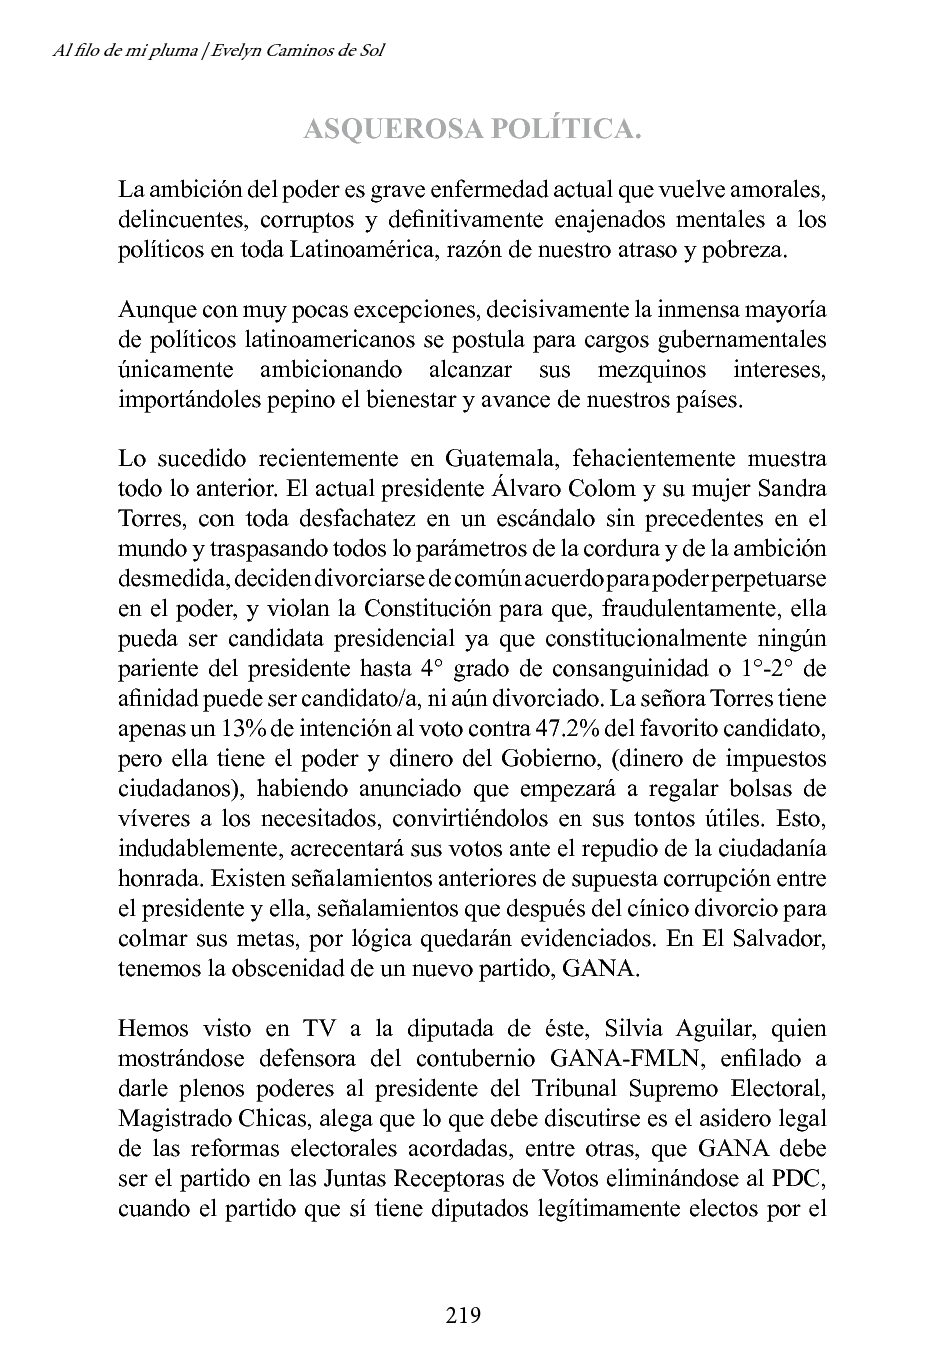 Al filo de mi pluma | Evelyn Caminos de Sol
ASQUEROSA POLÍTICA.
La ambición del poder es grave enfermedad actual que vuelve amorales,
delincuentes, corruptos y definitivamente enajenados mentales a los
políticos en toda Latinoamérica, razón de nuestro atraso y pobreza.
Aunque con muy pocas excepciones, decisivamente la inmensa mayoría
de políticos latinoamericanos se postula para cargos gubernamentales
únicamente ambicionando alcanzar sus mezquinos intereses,
importándoles pepino el bienestar y avance de nuestros países.
Lo sucedido recientemente en Guatemala, fehacientemente muestra
todo lo anterior. El actual presidente Álvaro Colom y su mujer Sandra
Torres, con toda desfachatez en un escándalo sin precedentes en el
mundo y traspasando todos lo parámetros de la cordura y de la ambición
desmedida, deciden divorciarse de común acuerdo para poder perpetuarse
en el poder, y violan la Constitución para que, fraudulentamente, ella
pueda ser candidata presidencial ya que constitucionalmente ningún
pariente del presidente hasta 4° grado de consanguinidad o 1°-2° de
afinidad puede ser candidato/a, ni aún divorciado. La señora Torres tiene
apenas un 13% de intención al voto contra 47.2% del favorito candidato,
pero ella tiene el poder y dinero del Gobierno, (dinero de impuestos
ciudadanos), habiendo anunciado que empezará a regalar bolsas de
víveres a los necesitados, convirtiéndolos en sus tontos útiles. Esto,
indudablemente, acrecentará sus votos ante el repudio de la ciudadanía
honrada. Existen señalamientos anteriores de supuesta corrupción entre
el presidente y ella, señalamientos que después del cínico divorcio para
colmar sus metas, por lógica quedarán evidenciados. En El Salvador,
tenemos la obscenidad de un nuevo partido, GANA.
Hemos visto en TV a la diputada de éste, Silvia Aguilar, quien
mostrándose defensora del contubernio GANA-FMLN, enfilado a
darle plenos poderes al presidente del Tribunal Supremo Electoral,
Magistrado Chicas, alega que lo que debe discutirse es el asidero legal
de las reformas electorales acordadas, entre otras, que GANA debe
ser el partido en las Juntas Receptoras de Votos eliminándose al PDC,
cuando el partido que sí tiene diputados legítimamente electos por el
219